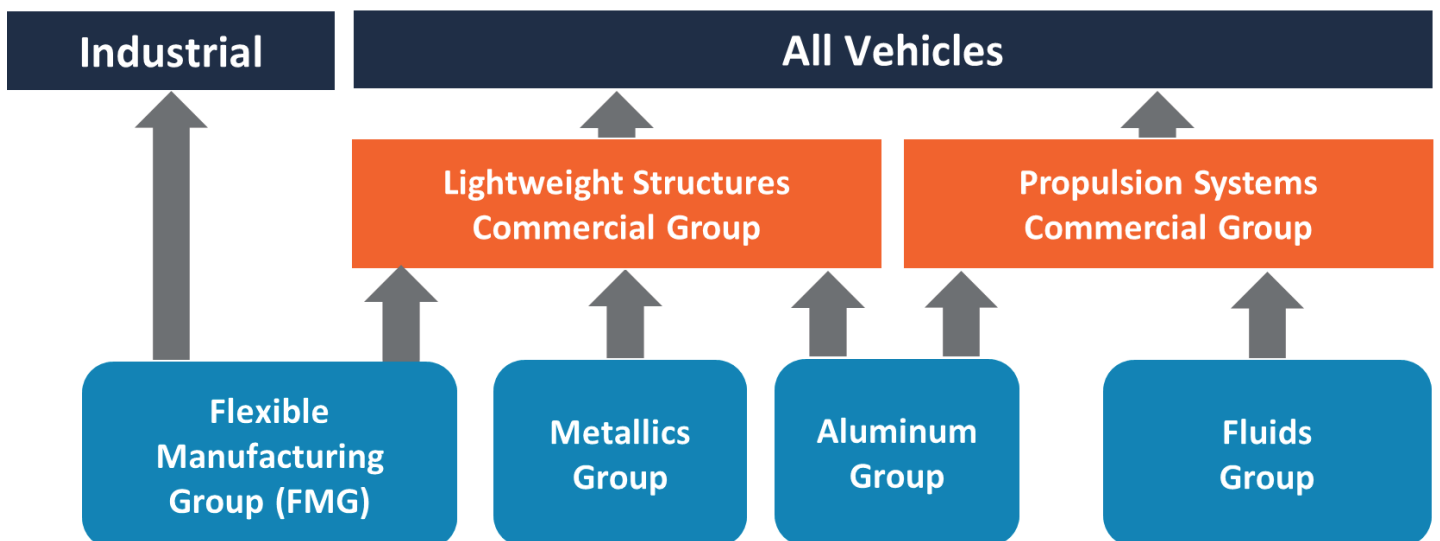 Industrial
All Vehicles
Lightweight Structures
Commercial Group
Propulsion Systems
Commercial Group
Flexible
Manufacturing
Group (FMG)
Metallics
Group
Aluminum
Group
Fluids
Group